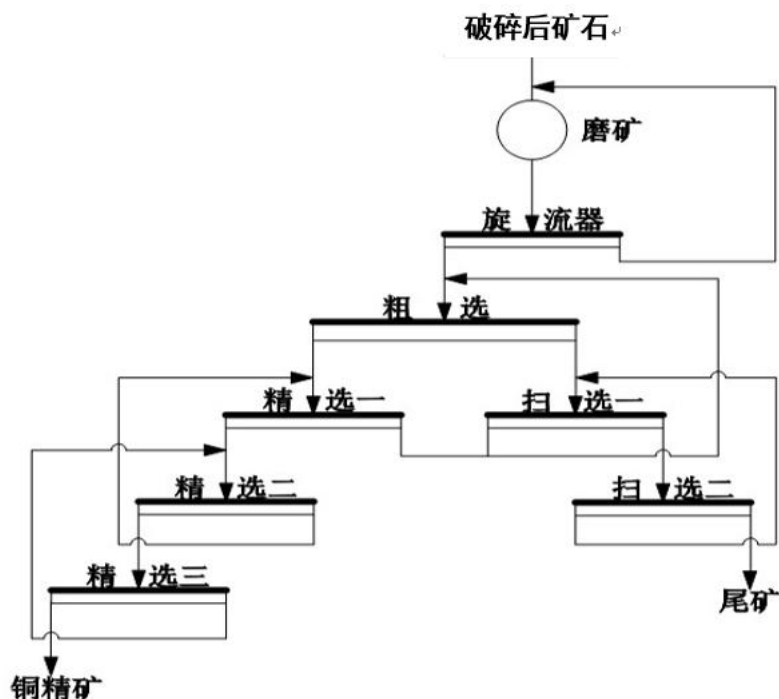 破碎后矿石
磨矿
旋 流器
粗 选
精 选一
扫 选一
精 选二
扫 选二
精 选三
尾矿
铜精矿